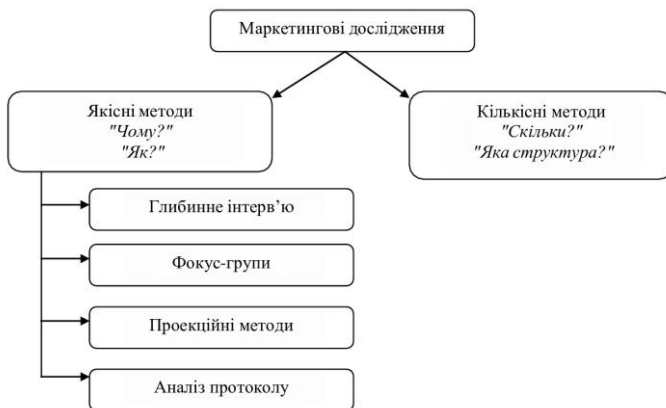 Маркетингові дослідження
Якісні методи
"Чому?"
"Як?"
Кількісні методи
"Скільки?"
"Яка структура?"
Глибинне інтерв’ю
Фокус-групи
Проекційні методи
Аналіз протоколу